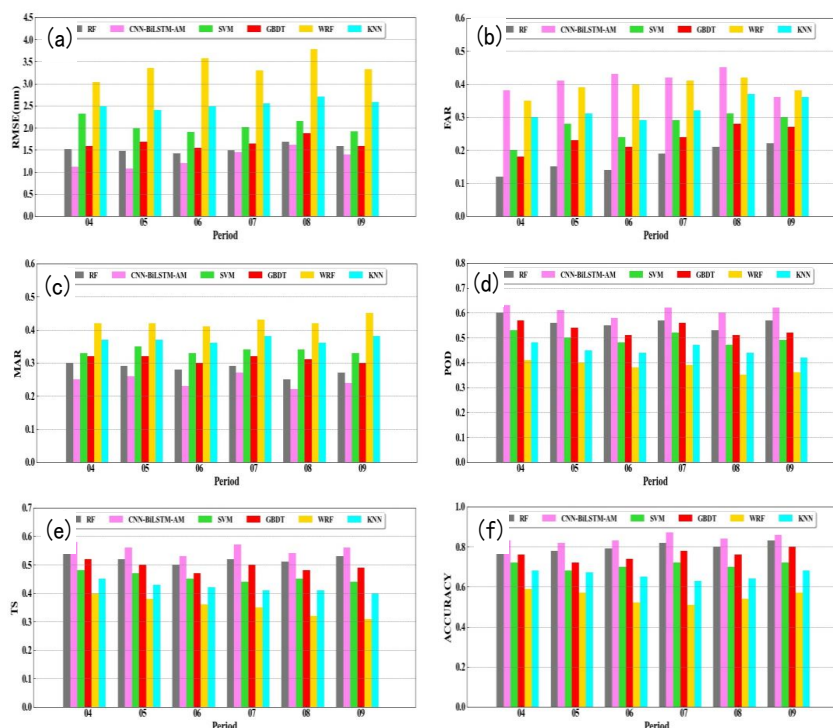 (a)
RF CNN-BiLSTM-AM SVM GBDT WRF KNN
4.5
4.0
3.5
3.0
2.5
2.0
1.5
1.0
0.5
0.0
RMSE(mm)
04 05 06 07 08 09
Period
(b)
RF CNN-BiLSTM-AM SVM GBDT WRF KNN
0.6
0.5
0.4
0.3
0.2
0.1
0.0
FAR
04 05 06 07 08 09
Period
(c)
RF CNN-BiLSTM-AM SVM GBDT WRF KNN
0.6
0.5
0.4
0.3
0.2
0.1
0.0
MAR
04 05 06 07 08 09
Period
(d)
RF CNN-BiLSTM-AM SVM GBDT WRF KNN
0.8
0.7
0.6
0.5
0.4
0.3
0.2
0.1
0.0
POD
04 05 06 07 08 09
Period
(e)
RF CNN-BiLSTM-AM SVM GBDT WRF KNN
0.7
0.6
0.5
0.4
0.3
0.2
0.1
0.0
TS
04 05 06 07 08 09
Period
(f)
RF CNN-BiLSTM-AM SVM GBDT WRF KNN
1.0
0.8
0.6
0.4
0.2
0.0
ACCURACY
04 05 06 07 08 09
Period